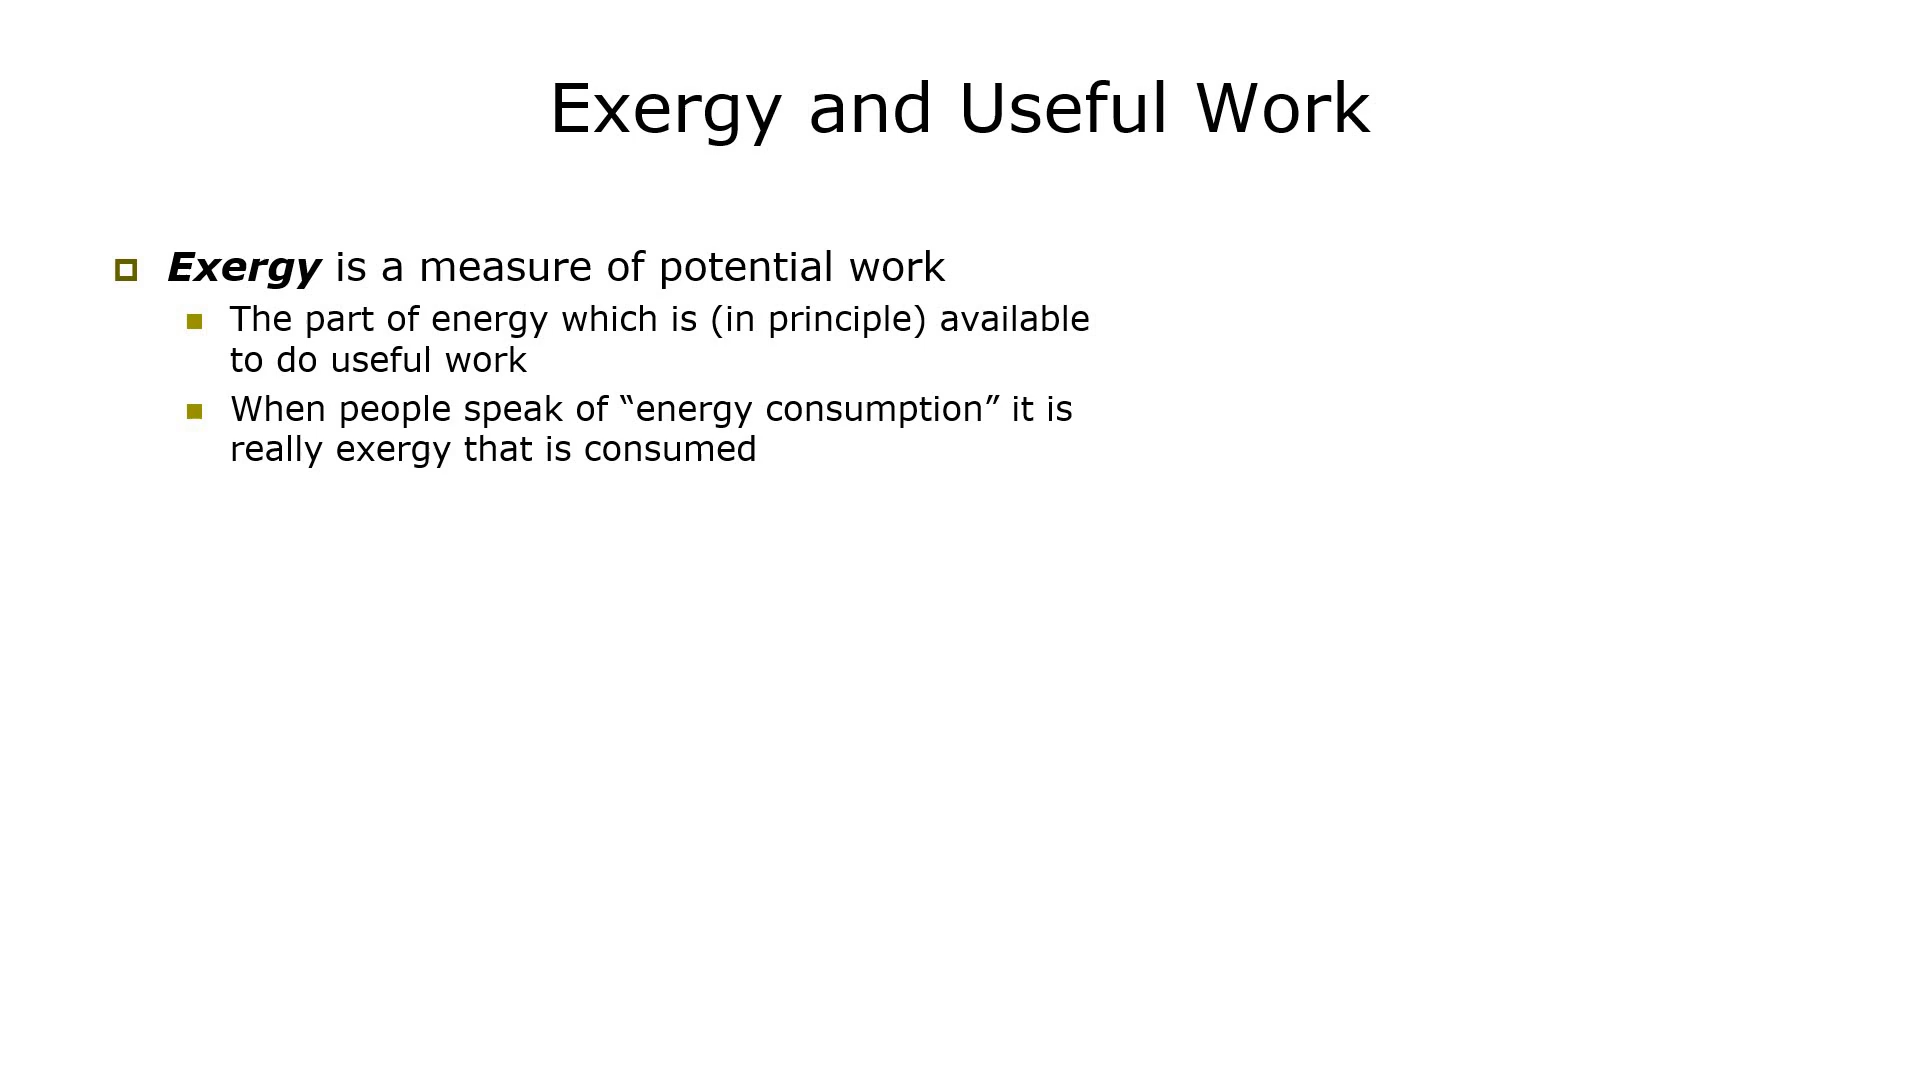 Exergy and Useful Work
Exergy is a measure of potential work
The part of energy which is (in principle) available
to do useful work
When people speak of “energy consumption” it is
really exergy that is consumed